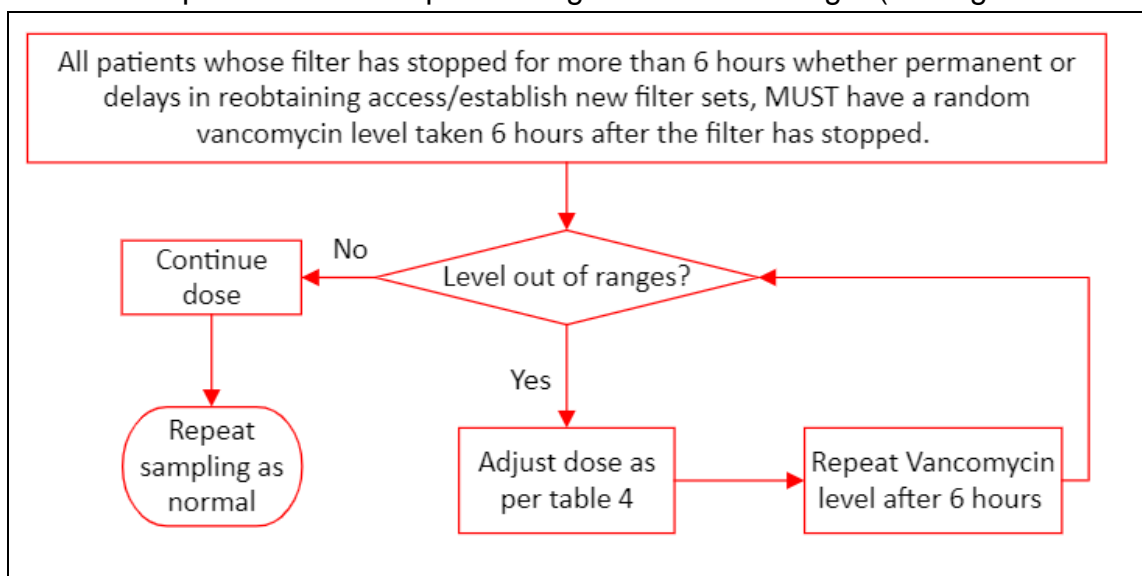 All patients whose filter has stopped for more than 6 hours whether permanent or
delays in reobtaining access/establish new filter sets, MUST have a random
vancomycin level taken 6 hours after the filter has stopped.
Level out of ranges?
No
Continue
dose
Repeat
sampling as
normal
Yes
Adjust dose as
per table 4
Repeat Vancomycin
level after 6 hours